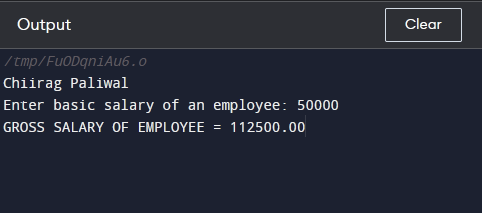 Output
Clear
/tmp/FuODqniAu6.o
Chiirag Paliwal
Enter basic salary of an employee: 50000
GROSS SALARY OF EMPLOYEE = 112500.00